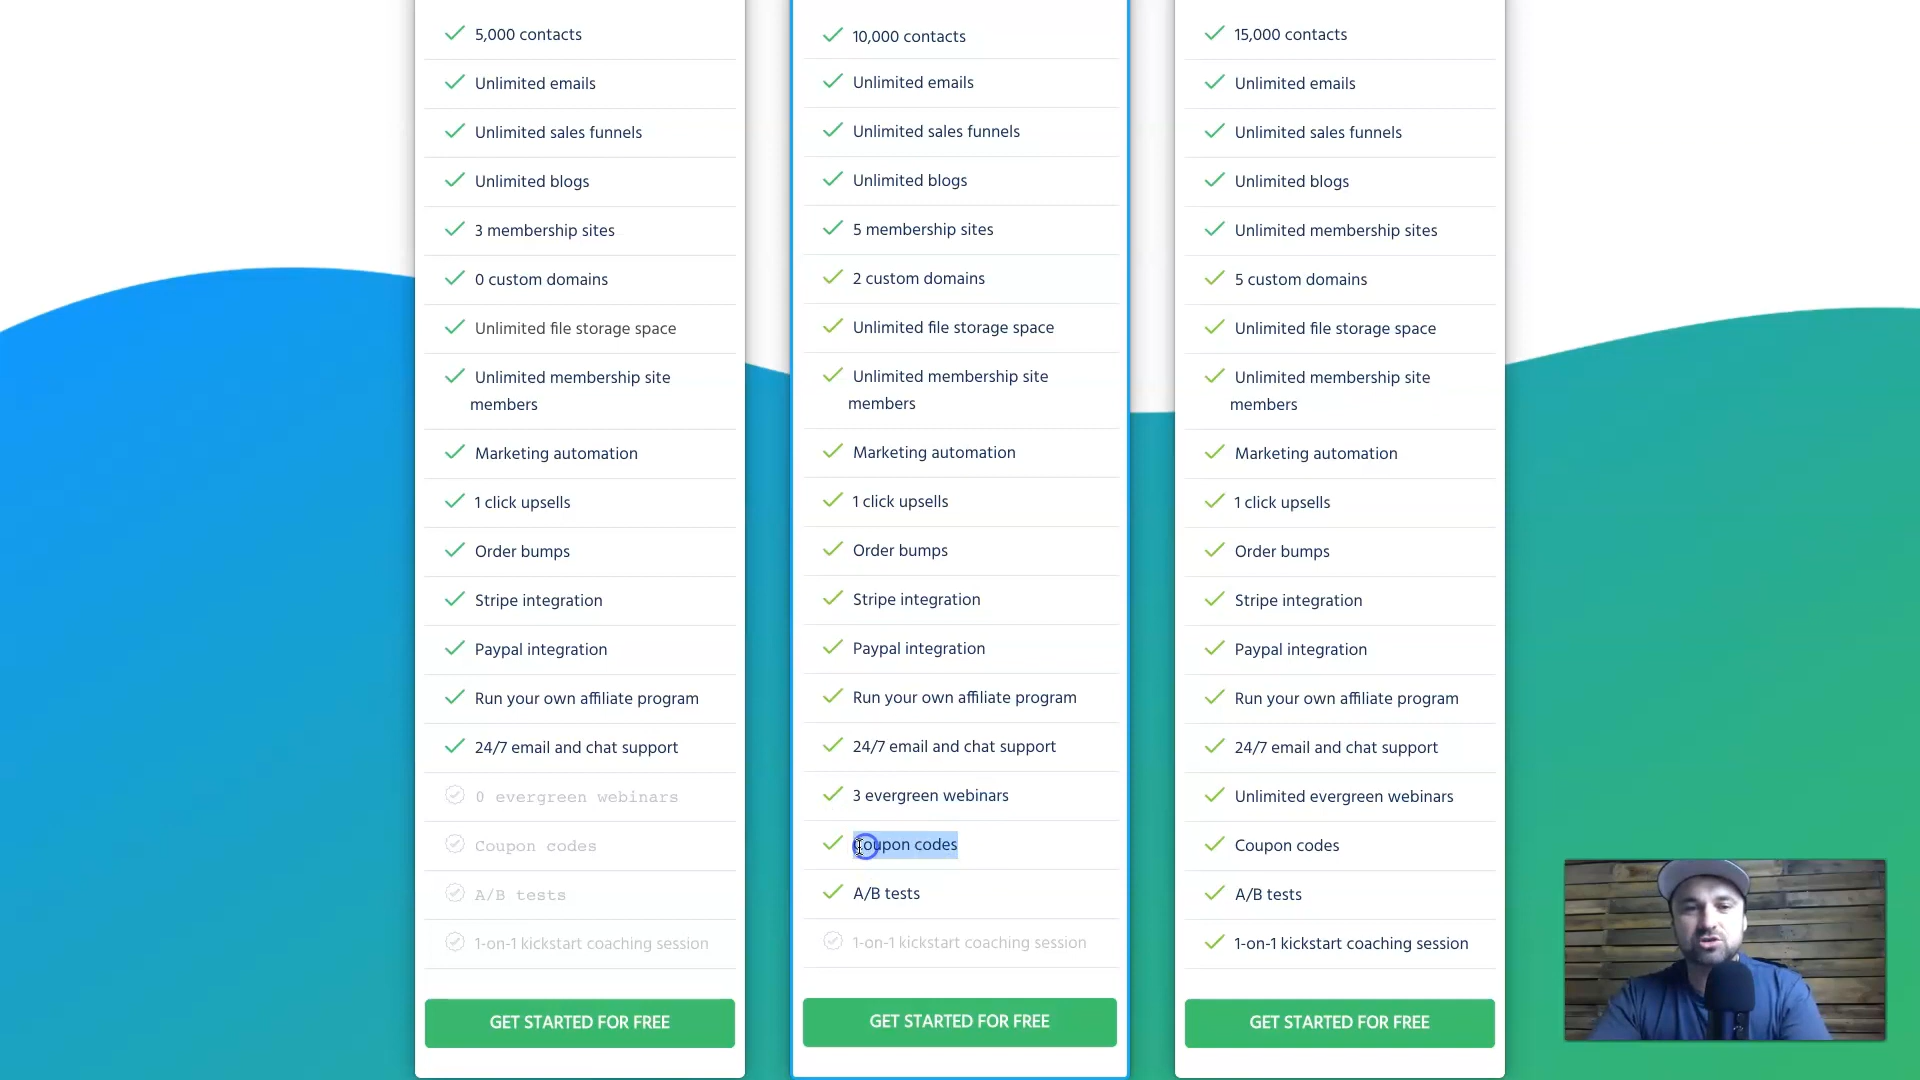 5,000 contacts
Unlimited emails
Unlimited sales funnels
Unlimited blogs
3 membership sites
0 custom domains
Unlimited file storage space
Unlimited membership site
members
Marketing automation
1 click upsells
Order bumps
Stripe integration
Paypal integration
Run your own affiliate program
24/7 email and chat support
0 evergreen webinars
Coupon codes
A/B tests
1-on-1 kickstart coaching session
GET STARTED FOR FREE
10,000 contacts
Unlimited emails
Unlimited sales funnels
Unlimited blogs
5 membership sites
2 custom domains
Unlimited file storage space
Unlimited membership site
members
Marketing automation
1 click upsells
Order bumps
Stripe integration
Paypal integration
Run your own affiliate program
24/7 email and chat support
3 evergreen webinars
Coupon codes
A/B tests
1-on-1 kickstart coaching session
GET STARTED FOR FREE
15,000 contacts
Unlimited emails
Unlimited sales funnels
Unlimited blogs
Unlimited membership sites
5 custom domains
Unlimited file storage space
Unlimited membership site
members
Marketing automation
1 click upsells
Order bumps
Stripe integration
Paypal integration
Run your own affiliate program
24/7 email and chat support
Unlimited evergreen webinars
Coupon codes
A/B tests
1-on-1 kickstart coaching session
GET STARTED FOR FREE